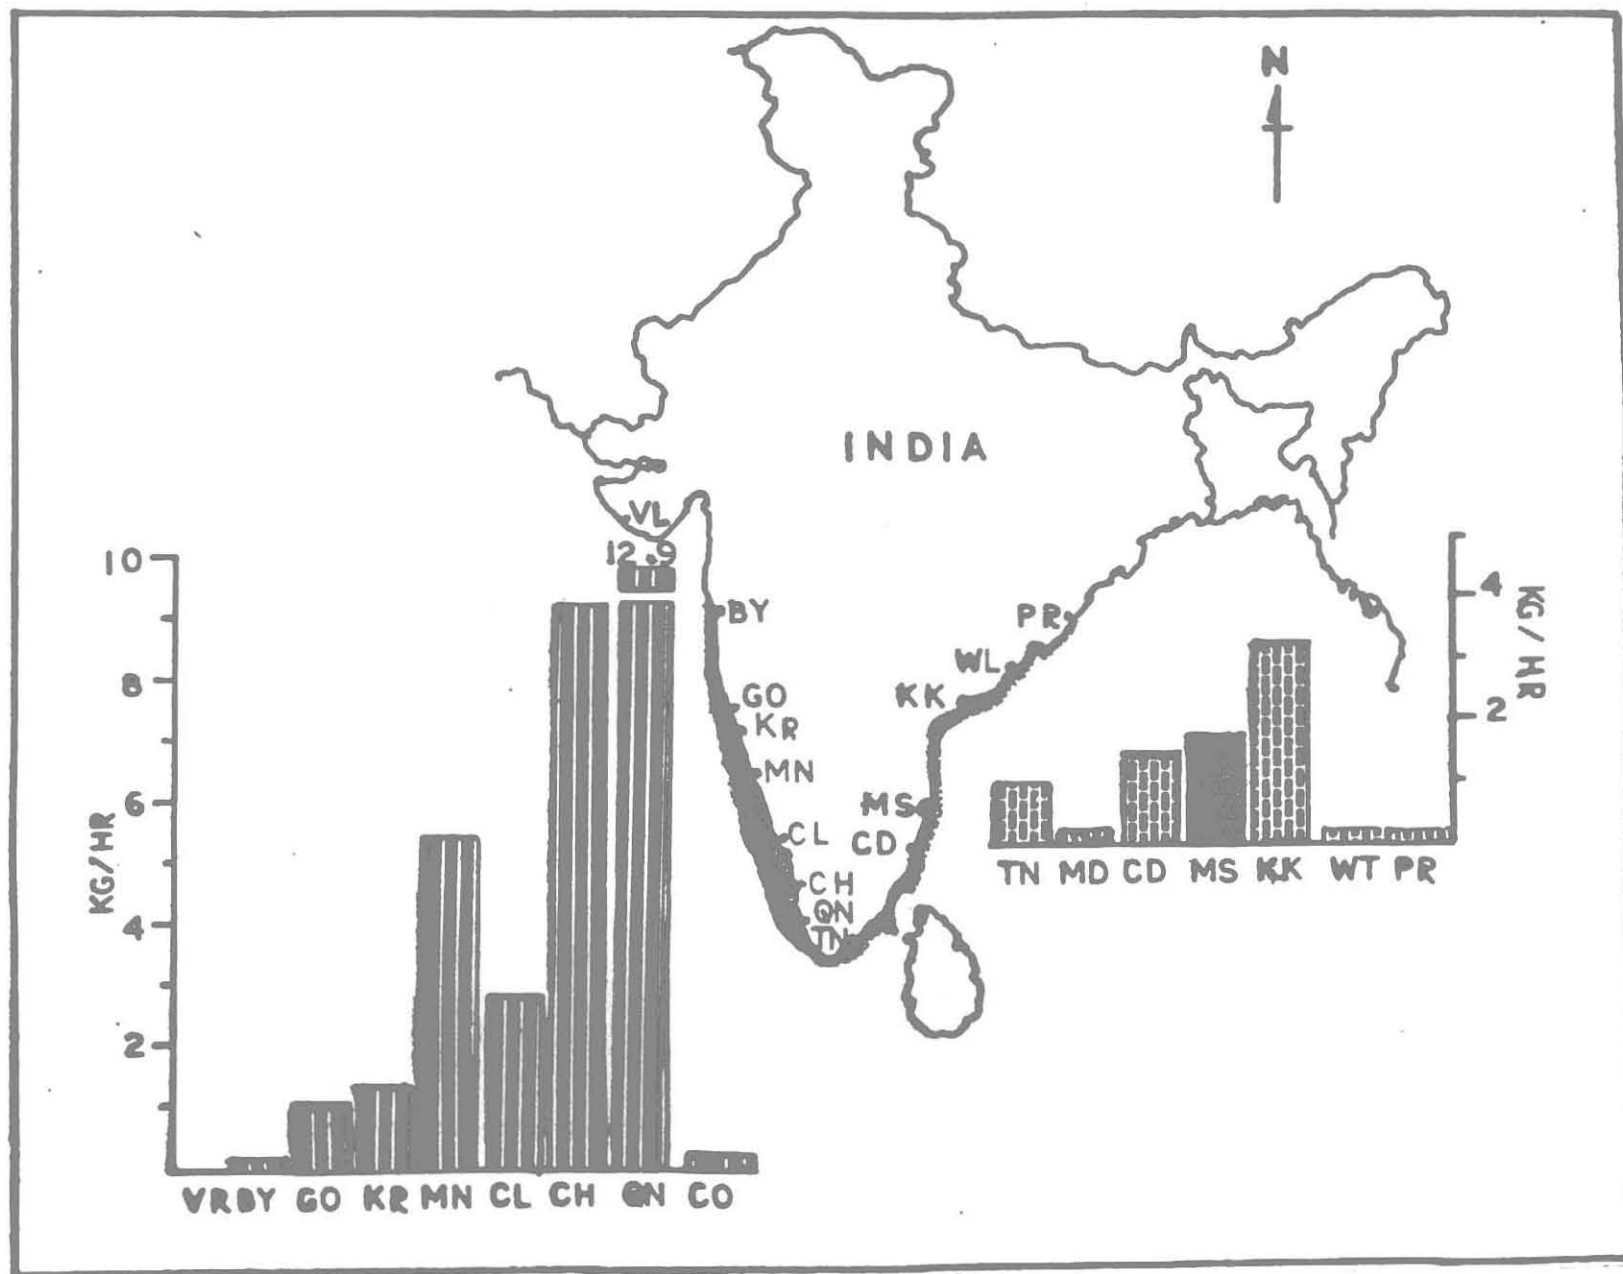 N
INDIA
VL
12.9
BY
GO
KR
MN
CL
CH
QN
TN
PR
WL
KK
MS
CD
10
8
6
4
2
KG/HR
VR BY GO KR MN CL CH QN CO
4
2
KG/HR
TN MD CD MS KK WT PR